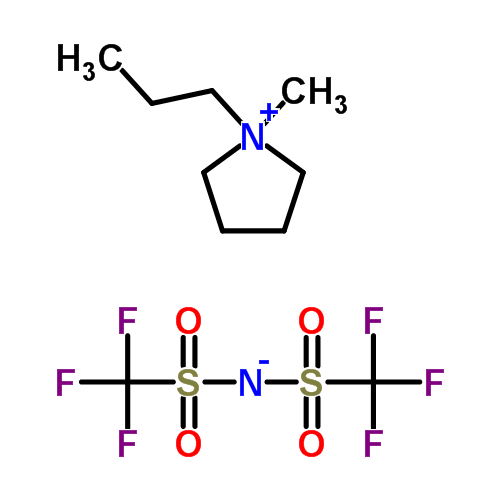 H3C
CH3
N+
F O O F
F S N- S F
F O O F